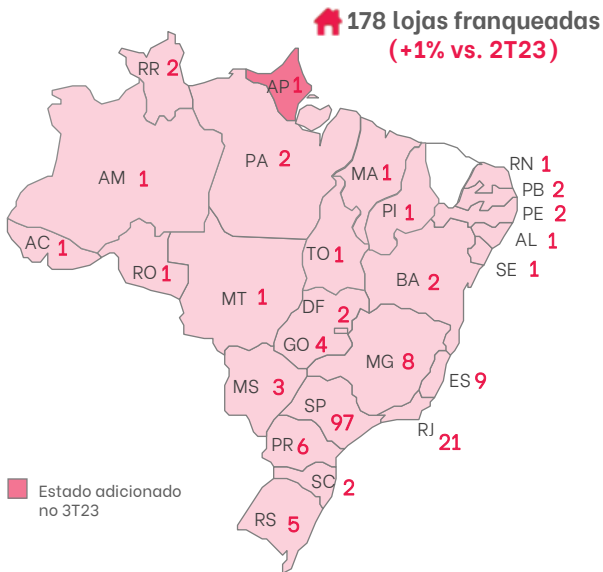 178 lojas franqueadas
(+1% vs. 2T23)
RR 2
AP 1
AM 1
PA 2
MA 1
RN 1
PI 1
PB 2
PE 2
AL 1
SE 1
AC 1
RO 1
TO 1
BA 2
MT 1
DF 2
GO 4
MG 8
ES 9
MS 3
SP 97
RJ 21
PR 6
SC 2
RS 5
Estado adicionado
no 3T23